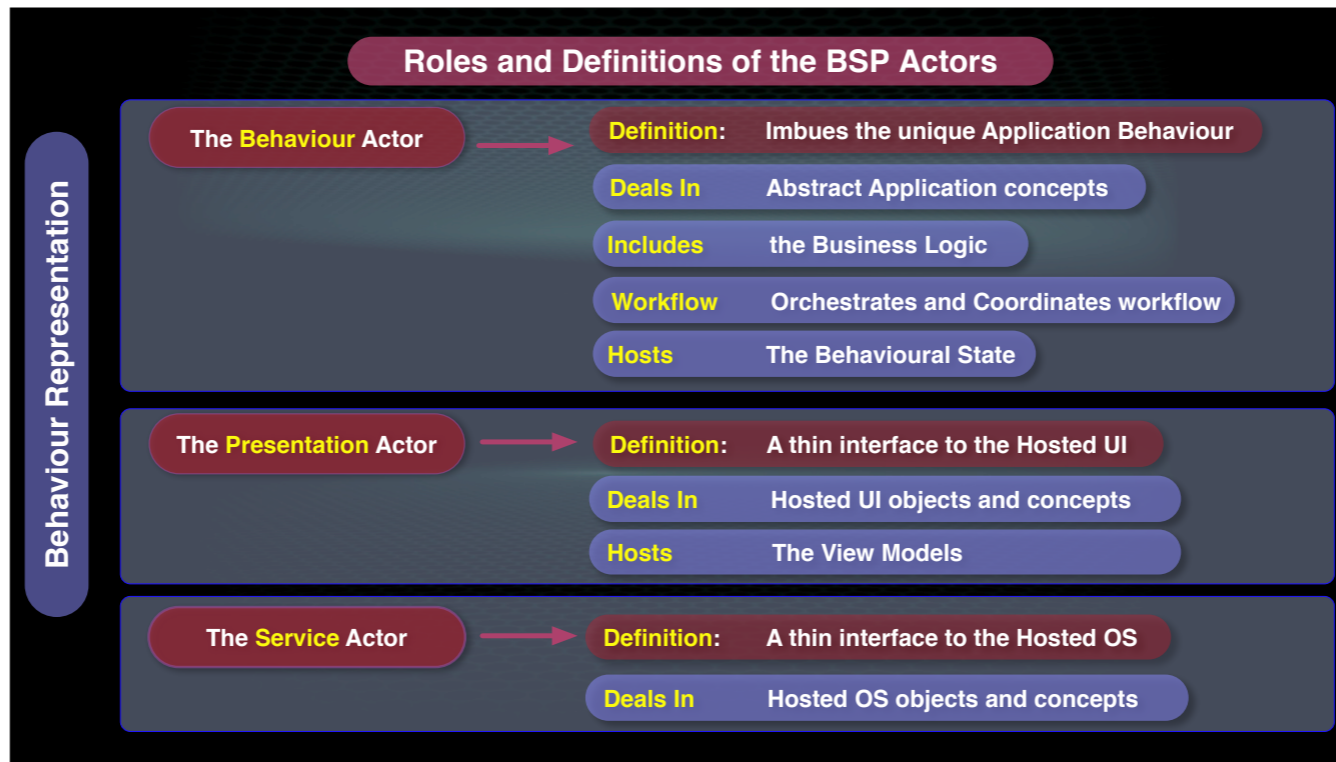 Roles and Definitions of the BSP Actors
Behaviour Representation
The Behaviour Actor
Definition: Imbues the unique Application Behaviour
Deals In Abstract Application concepts
Includes the Business Logic
Workflow Orchestrates and Coordinates workflow
Hosts The Behavioural State
The Presentation Actor
Definition: A thin interface to the Hosted UI
Deals In Hosted UI objects and concepts
Hosts The View Models
The Service Actor
Definition: A thin interface to the Hosted OS
Deals In Hosted OS objects and concepts